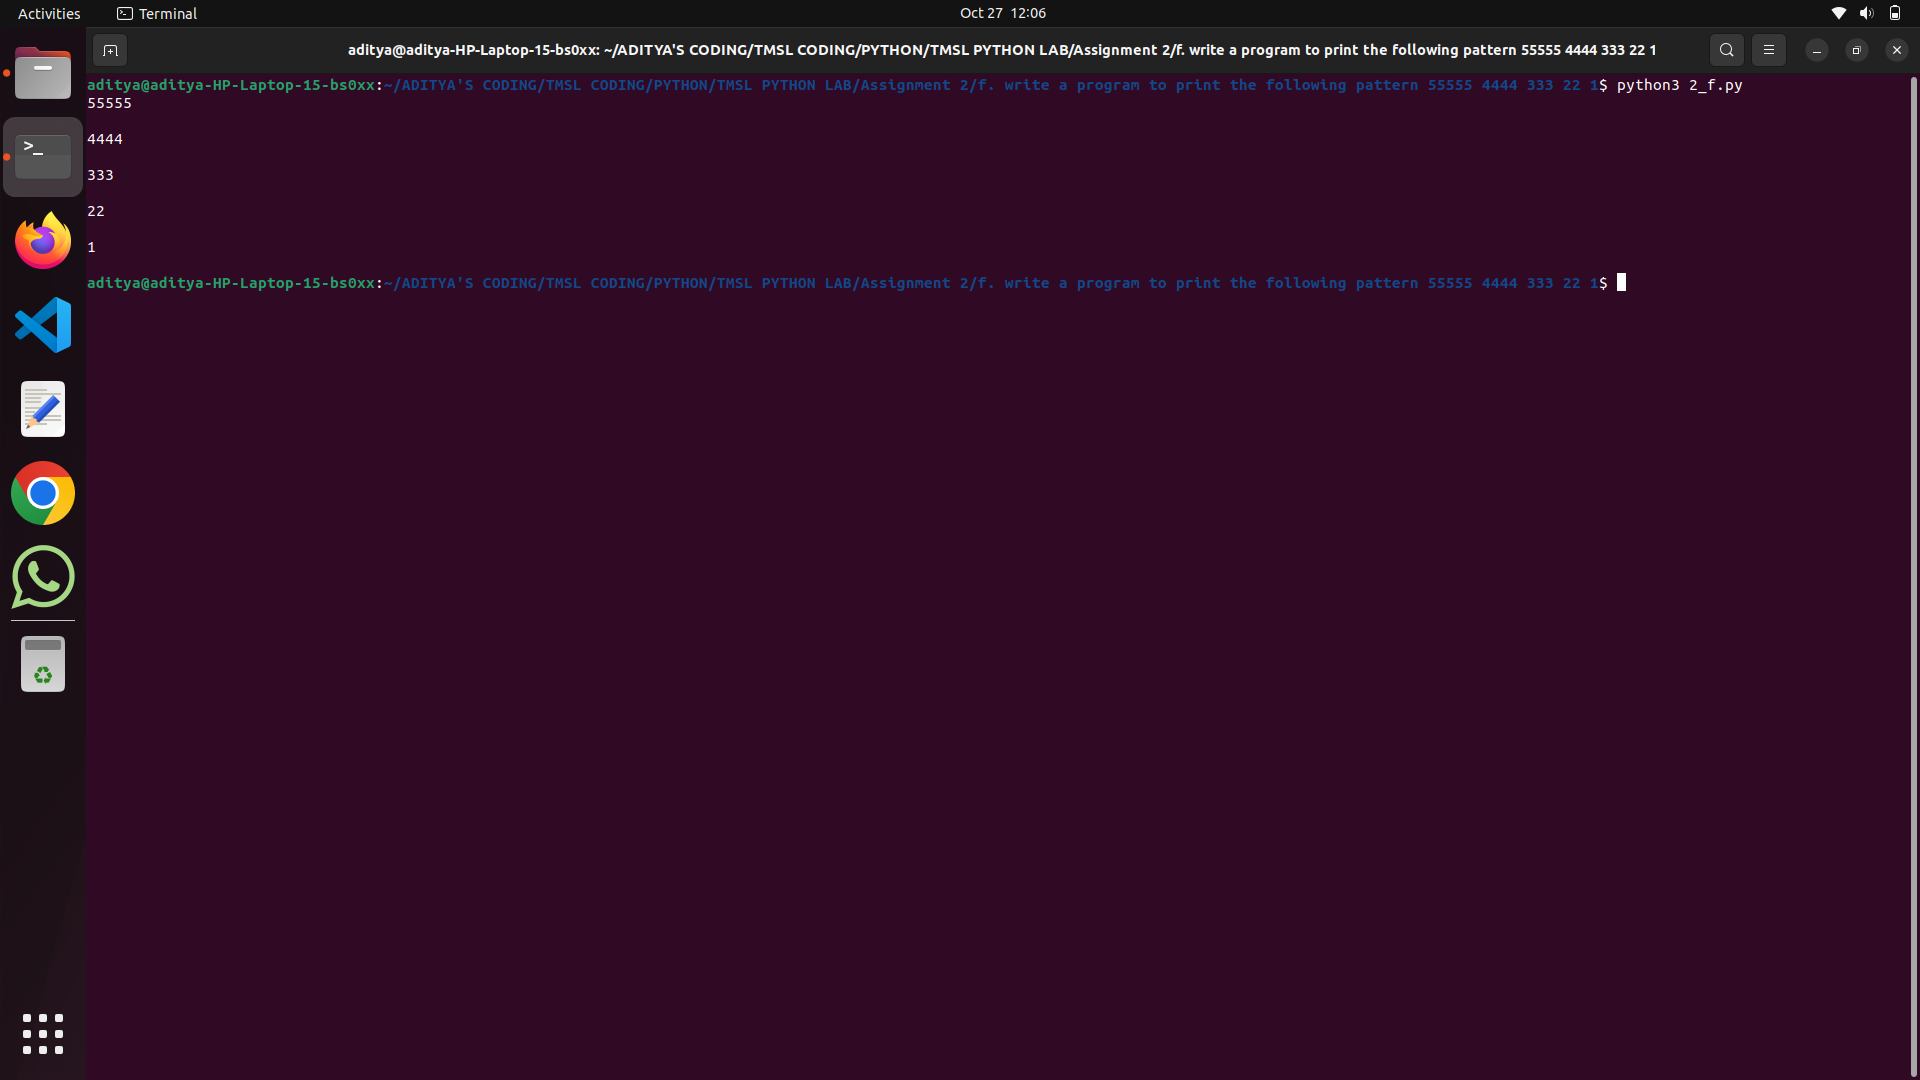 Activities Terminal Oct 27 12:06
aditya@aditya-HP-Laptop-15-bs0xx: ~/ADITYA'S CODING/TMSL CODING/PYTHON/TMSL PYTHON LAB/Assignment 2/f. write a program to print the following pattern 55555 4444 333 22 1
aditya@aditya-HP-Laptop-15-bs0xx:~/ADITYA'S CODING/TMSL CODING/PYTHON/TMSL PYTHON LAB/Assignment 2/f. write a program to print the following pattern 55555 4444 333 22 1$ python3 2_f.py
55555
4444
333
22
1
aditya@aditya-HP-Laptop-15-bs0xx:~/ADITYA'S CODING/TMSL CODING/PYTHON/TMSL PYTHON LAB/Assignment 2/f. write a program to print the following pattern 55555 4444 333 22 1$